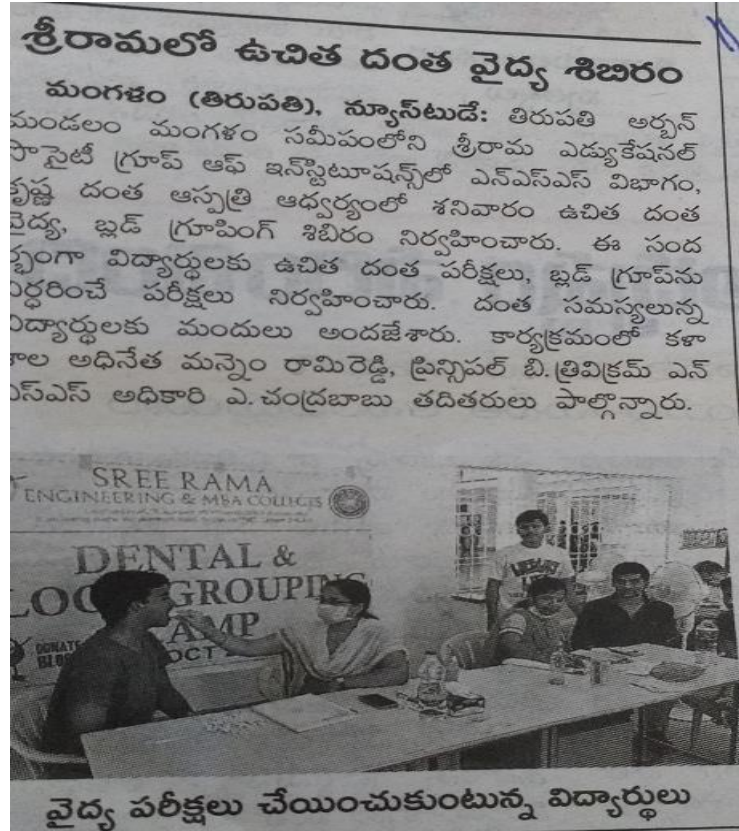 శ్రీరామలో ఉచిత దంత వైద్య శిబిరం
మంగళం (తిరుపతి), న్యూస్‌టుడే: తిరుపతి అర్బన్
మండలం మంగళం సమీపంలోని శ్రీరామ ఎడ్యుకేషనల్
సొసైటీ గ్రూప్ ఆఫ్ ఇన్‌స్టిటూషన్స్‌లో ఎన్ఎస్ఎస్ విభాగం,
కృష్ణ దంత ఆస్పత్రి ఆధ్వర్యంలో శనివారం ఉచిత దంత
వైద్య, బ్లడ్ గ్రూపింగ్ శిబిరం నిర్వహించారు. ఈ సంద
ర్భంగా విద్యార్థులకు ఉచిత దంత పరీక్షలు, బ్లడ్ గ్రూప్‌ను
నిర్ధరించే పరీక్షలు నిర్వహించారు. దంత సమస్యలున్న
విద్యార్థులకు మందులు అందజేశారు. కార్యక్రమంలో కళా
శాల అధినేత మన్నెం రామిరెడ్డి, ప్రిన్సిపల్ బి.త్రివిక్రమ్ ఎన్
ఎస్ఎస్ అధికారి ఎ.చంద్రబాబు తదితరులు పాల్గొన్నారు.
SREE RAMA
ENGINEERING & MBA COLLEGES
DENTAL &
GROUPING
AMP
DONATE
OCT
వైద్య పరీక్షలు చేయించుకుంటున్న విద్యార్థులు